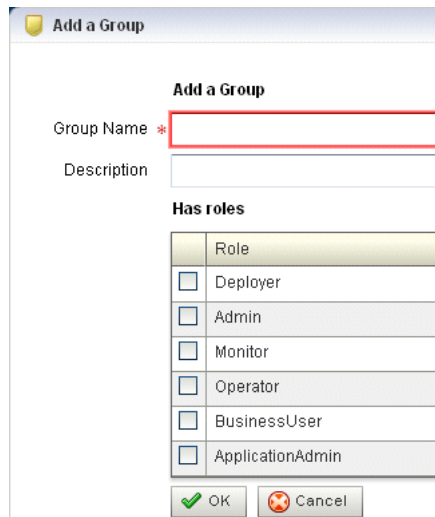 Add a Group
Add a Group
Group Name *
Description
Has roles
Role
Deployer
Admin
Monitor
Operator
BusinessUser
ApplicationAdmin
OK Cancel